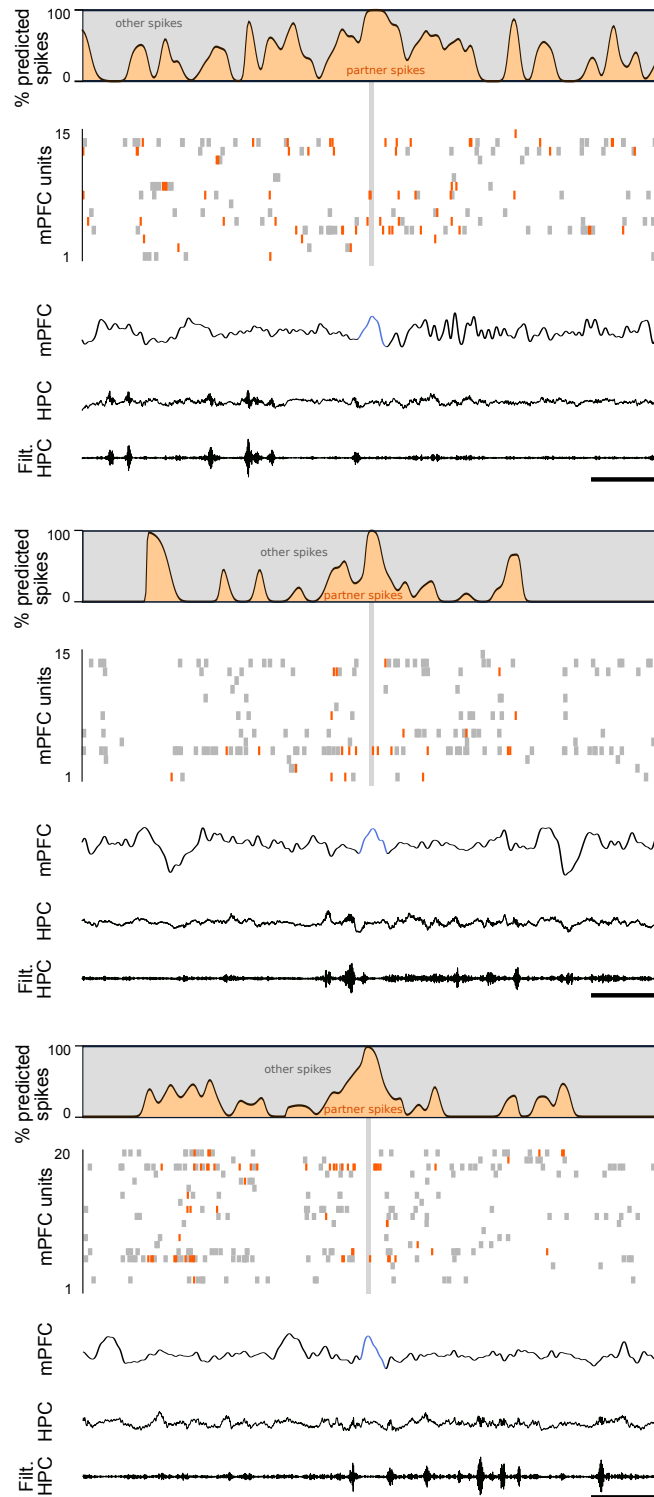 100
other spikes
% predicted
spikes
partner spikes
0
15
mPFC units
1
mPFC
HPC
Filt.
HPC
100
other spikes
% predicted
spikes
partner spikes
0
15
mPFC units
1
mPFC
HPC
Filt.
HPC
100
other spikes
% predicted
spikes
partner spikes
0
20
mPFC units
1
mPFC
HPC
Filt.
HPC